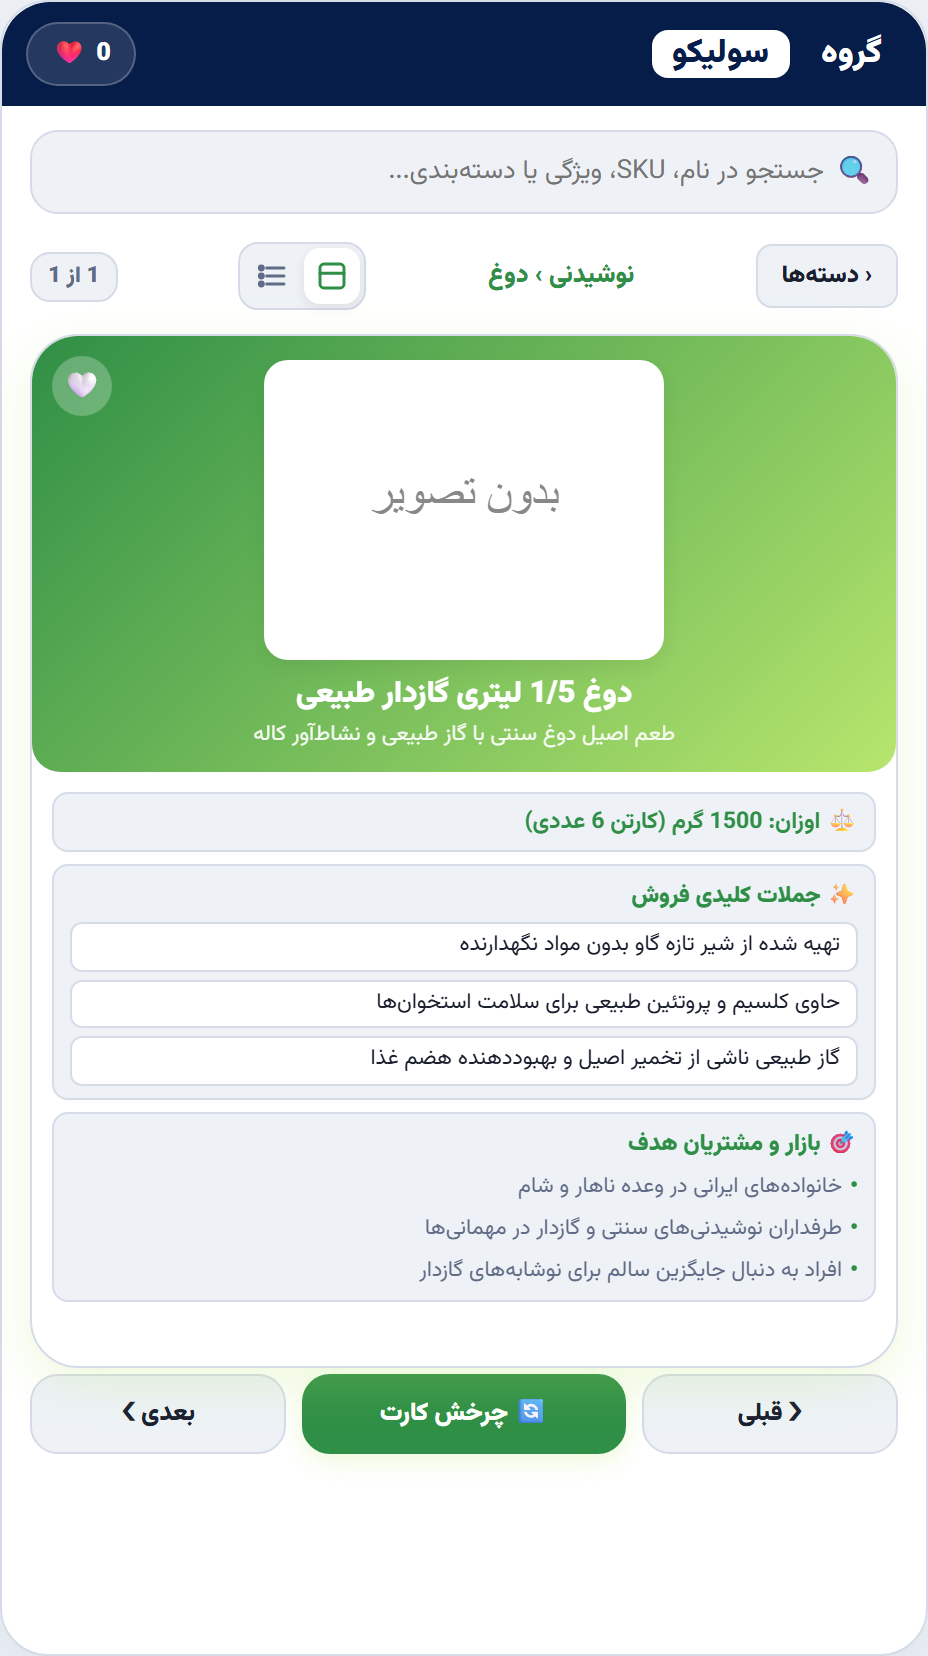 گروه سولیکو
0
جستجو در نام، SKU، ویژگی یا دسته‌بندی...
‹ دسته‌ها
نوشیدنی › دوغ
1 از 1
بدون تصویر
دوغ 1/5 لیتری گازدار طبیعی
طعم اصیل دوغ سنتی با گاز طبیعی و نشاط‌آور کاله
اوزان: 1500 گرم (کارتن 6 عددی)
جملات کلیدی فروش
تهیه شده از شیر تازه گاو بدون مواد نگهدارنده
حاوی کلسیم و پروتئین طبیعی برای سلامت استخوان‌ها
گاز طبیعی ناشی از تخمیر اصیل و بهبوددهنده هضم غذا
بازار و مشتریان هدف
• خانواده‌های ایرانی در وعده ناهار و شام
• طرفداران نوشیدنی‌های سنتی و گازدار در مهمانی‌ها
• افراد به دنبال جایگزین سالم برای نوشابه‌های گازدار
❮ قبلی
چرخش کارت
بعدی ❯